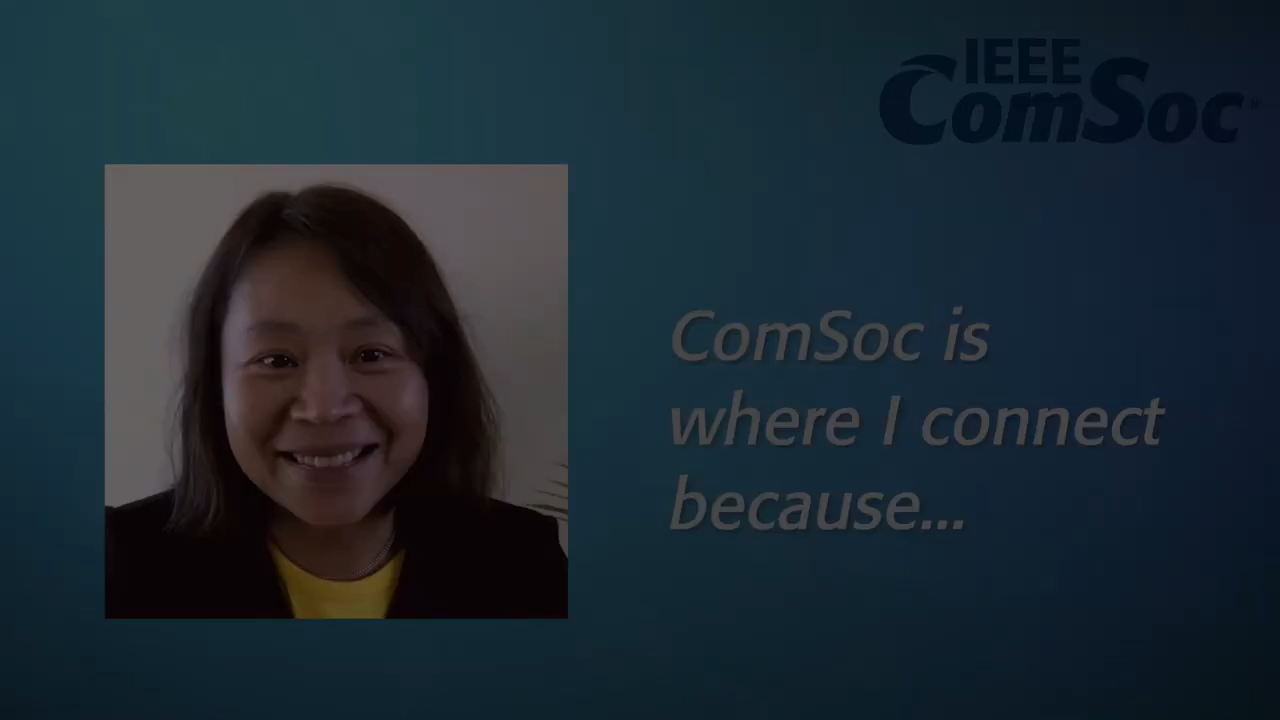 IEEE
ComSoc
ComSoc is
where I connect
because...